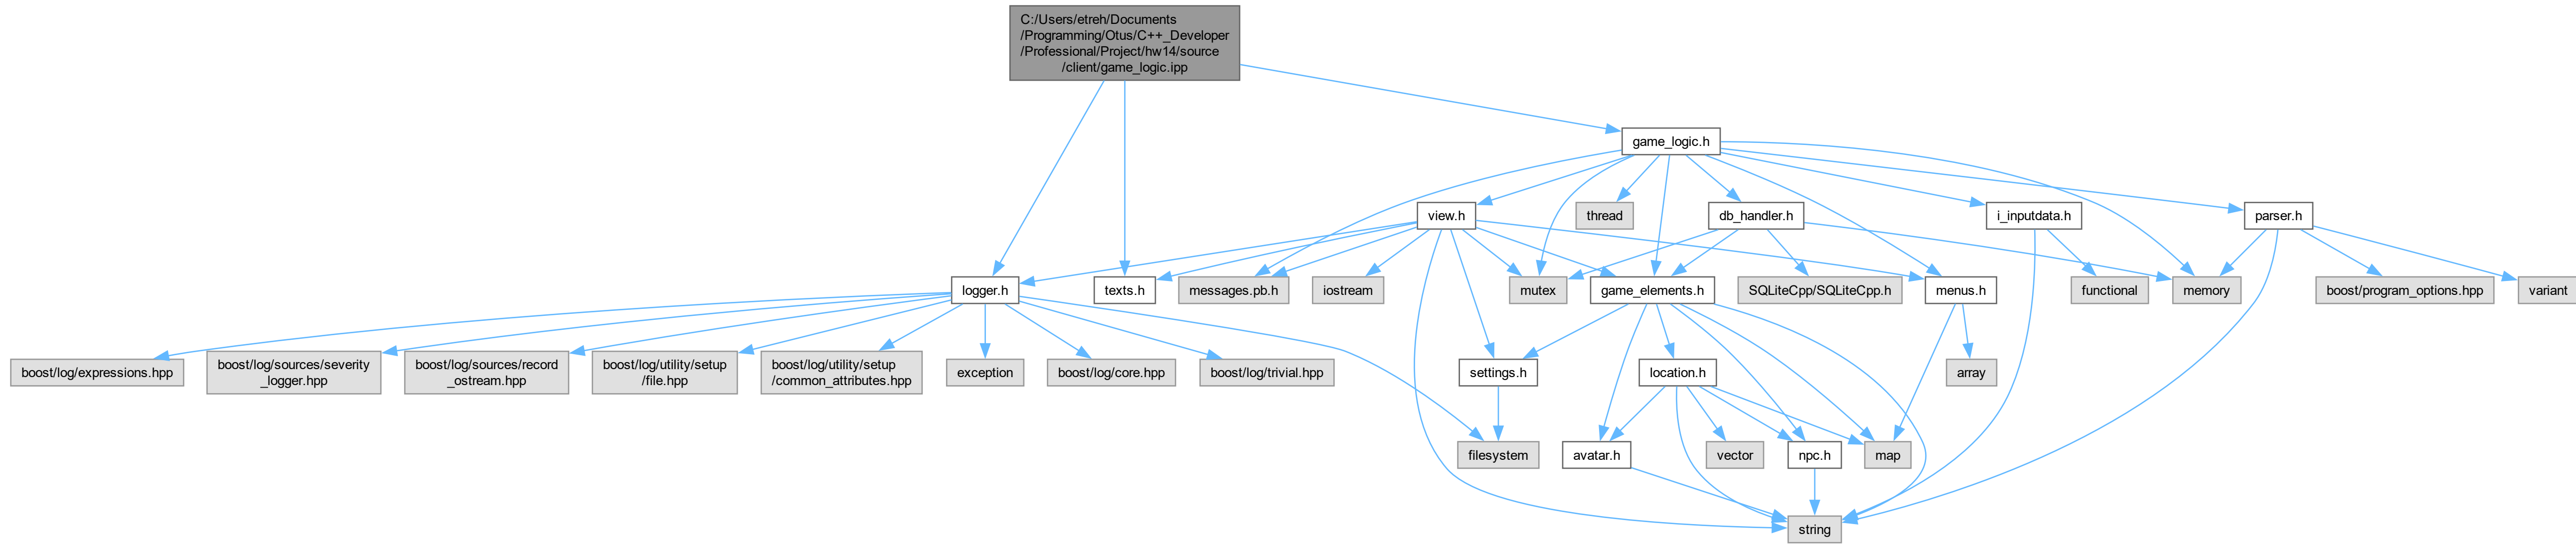 C:/Users/etreh/Documents
/Programming/Otus/C++_Developer
/Professional/Project/hw14/source
/client/game_logic.ipp
game_logic.h
view.h
thread
db_handler.h
i_inputdata.h
parser.h
logger.h
texts.h
messages.pb.h
iostream
mutex
game_elements.h
SQLiteCpp/SQLiteCpp.h
menus.h
functional
memory
boost/program_options.hpp
variant
boost/log/expressions.hpp
boost/log/sources/severity
_logger.hpp
boost/log/sources/record
_ostream.hpp
boost/log/utility/setup
/file.hpp
boost/log/utility/setup
/common_attributes.hpp
exception
boost/log/core.hpp
boost/log/trivial.hpp
settings.h
location.h
array
filesystem
avatar.h
vector
npc.h
map
string